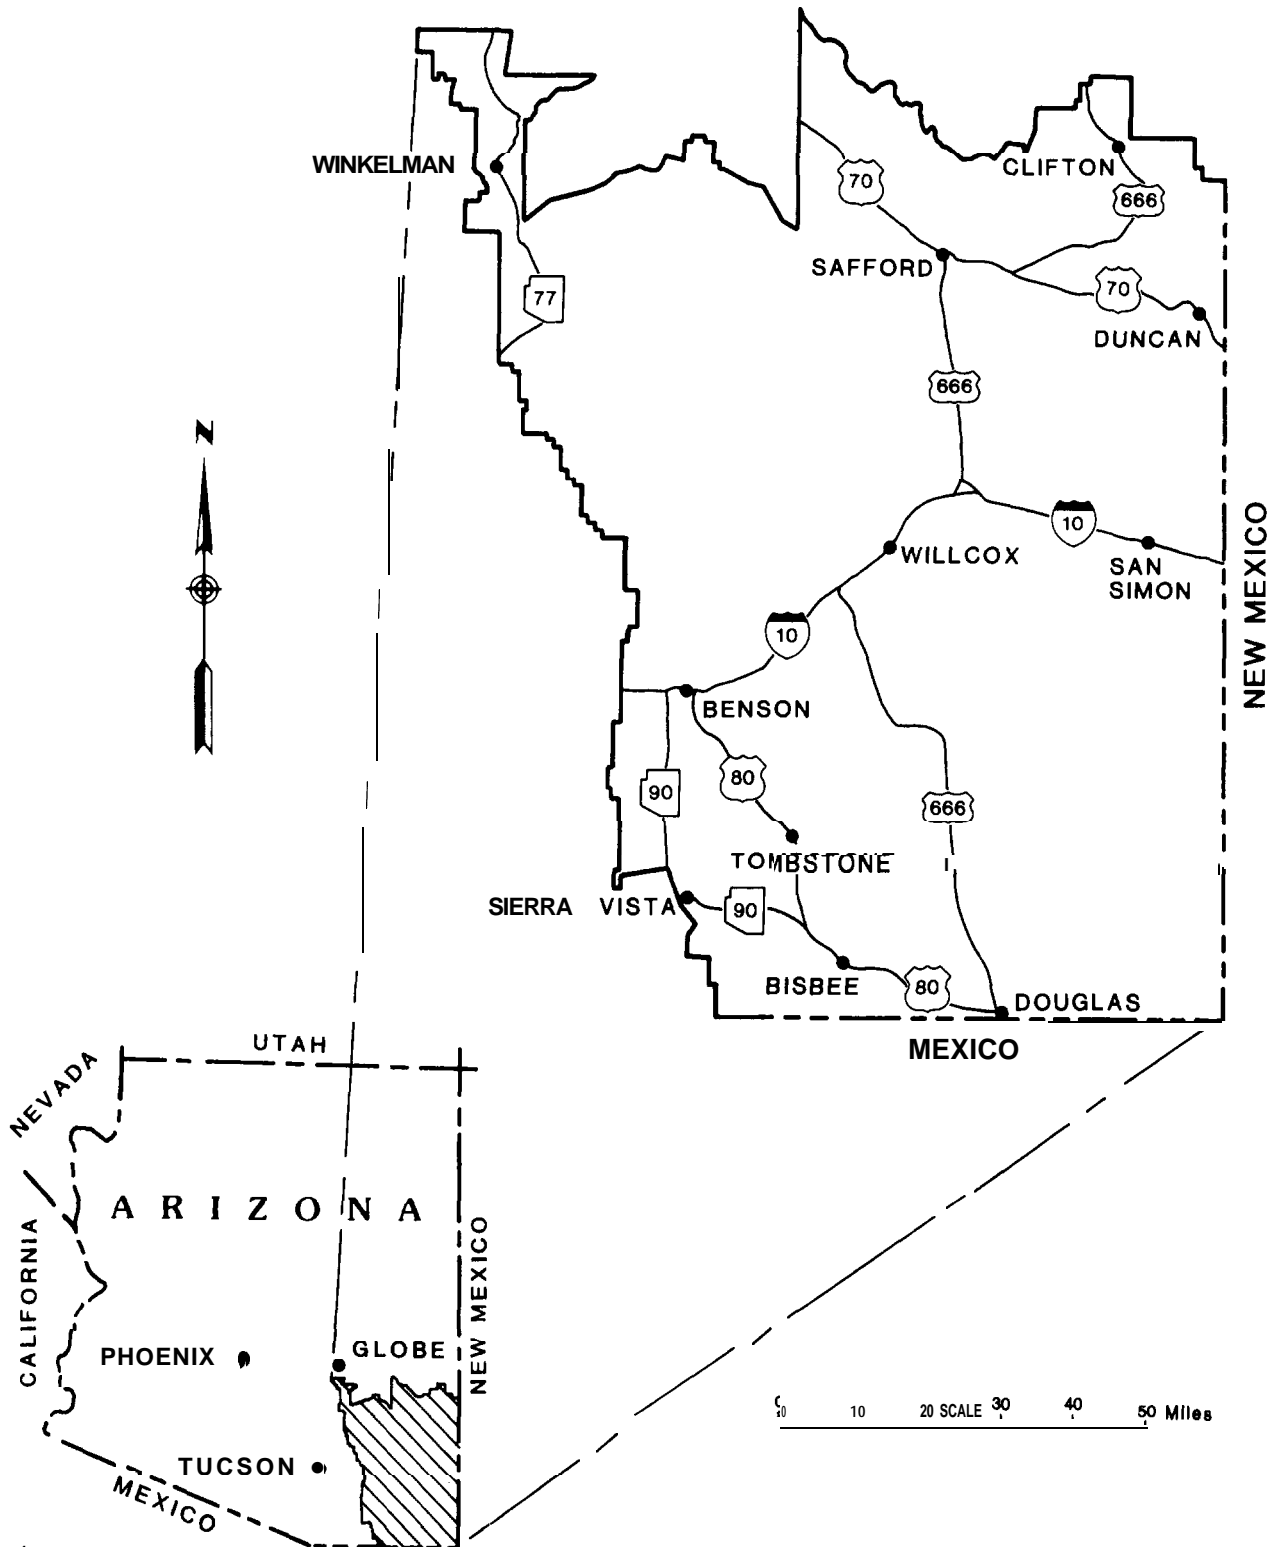 WINKELMAN
CLIFTON
70
666
SAFFORD
77
70
DUNCAN
666
N
10
WILLCOX
SAN
SIMON
10
NEW MEXICO
BENSON
80
90
666
TOMBSTONE
SIERRA VISTA
90
BISBEE
80
DOUGLAS
MEXICO
UTAH
NEVADA
ARIZONA
CALIFORNIA
NEW MEXICO
PHOENIX
GLOBE
TUCSON
MEXICO
0 10 20 SCALE 30 40 50 Miles